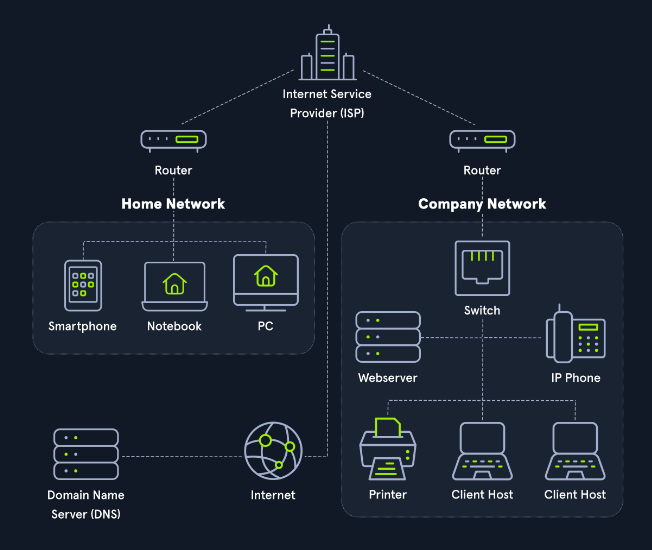 Internet Service
Provider (ISP)
Router
Router
Home Network
Company Network
Switch
Smartphone
Notebook
PC
Webserver
IP Phone
Domain Name
Server (DNS)
Internet
Printer
Client Host
Client Host